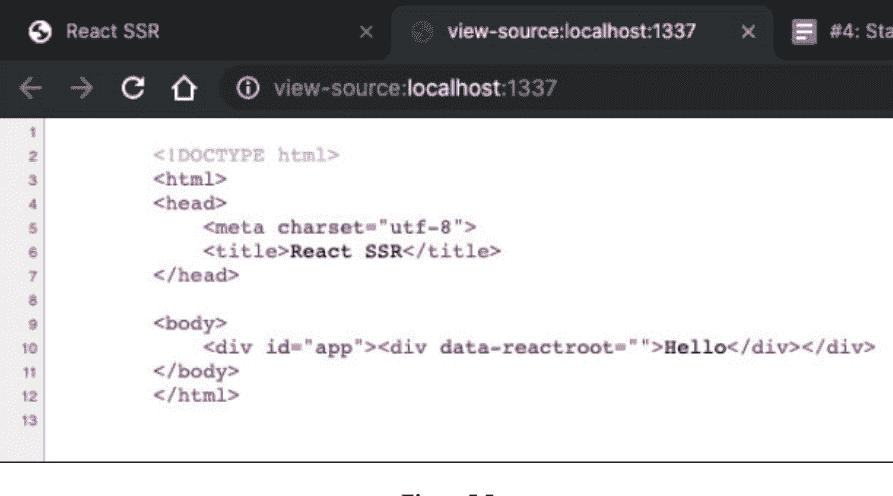 React SSR × view-source:localhost:1337 × #4: Sta
view-source:localhost:1337
1
2 <!DOCTYPE html>
3 <html>
4 <head>
5 <meta charset="utf-8">
6 <title>React SSR</title>
7 </head>
8
9 <body>
10 <div id="app"><div data-reactroot="">Hello</div></div>
11 </body>
12 </html>
13